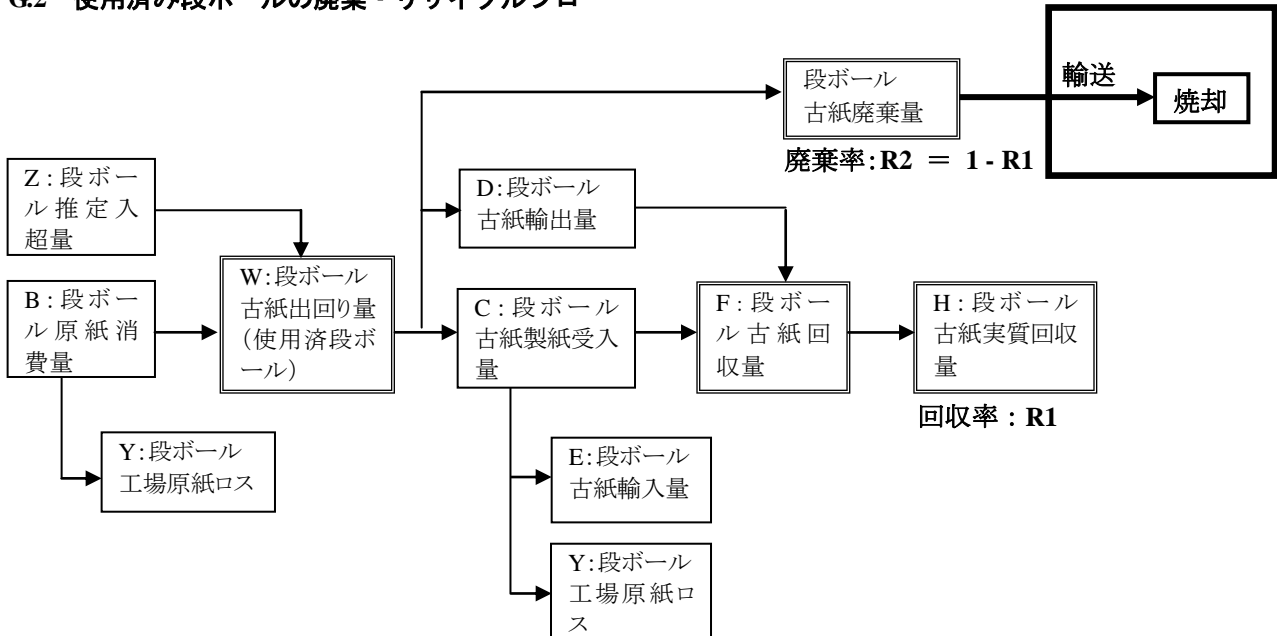 G.2 使用済み段ボールの廃棄・リサイクルフロー
段ボール
古紙廃棄量
輸送
焼却
廃棄率:R2 = 1 - R1
Z:段ボー
ル推定入
超量
D:段ボール
古紙輸出量
W:段ボール
古紙出回り量
(使用済段ボ
ール)
B:段ボー
ル原紙消
費量
C:段ボール
古紙製紙受入
量
F:段ボー
ル古紙回
収量
H:段ボール
古紙実質回収
量
回収率:R1
Y:段ボール
工場原紙ロス
E:段ボール
古紙輸入量
Y:段ボール
工場原紙ロ
ス